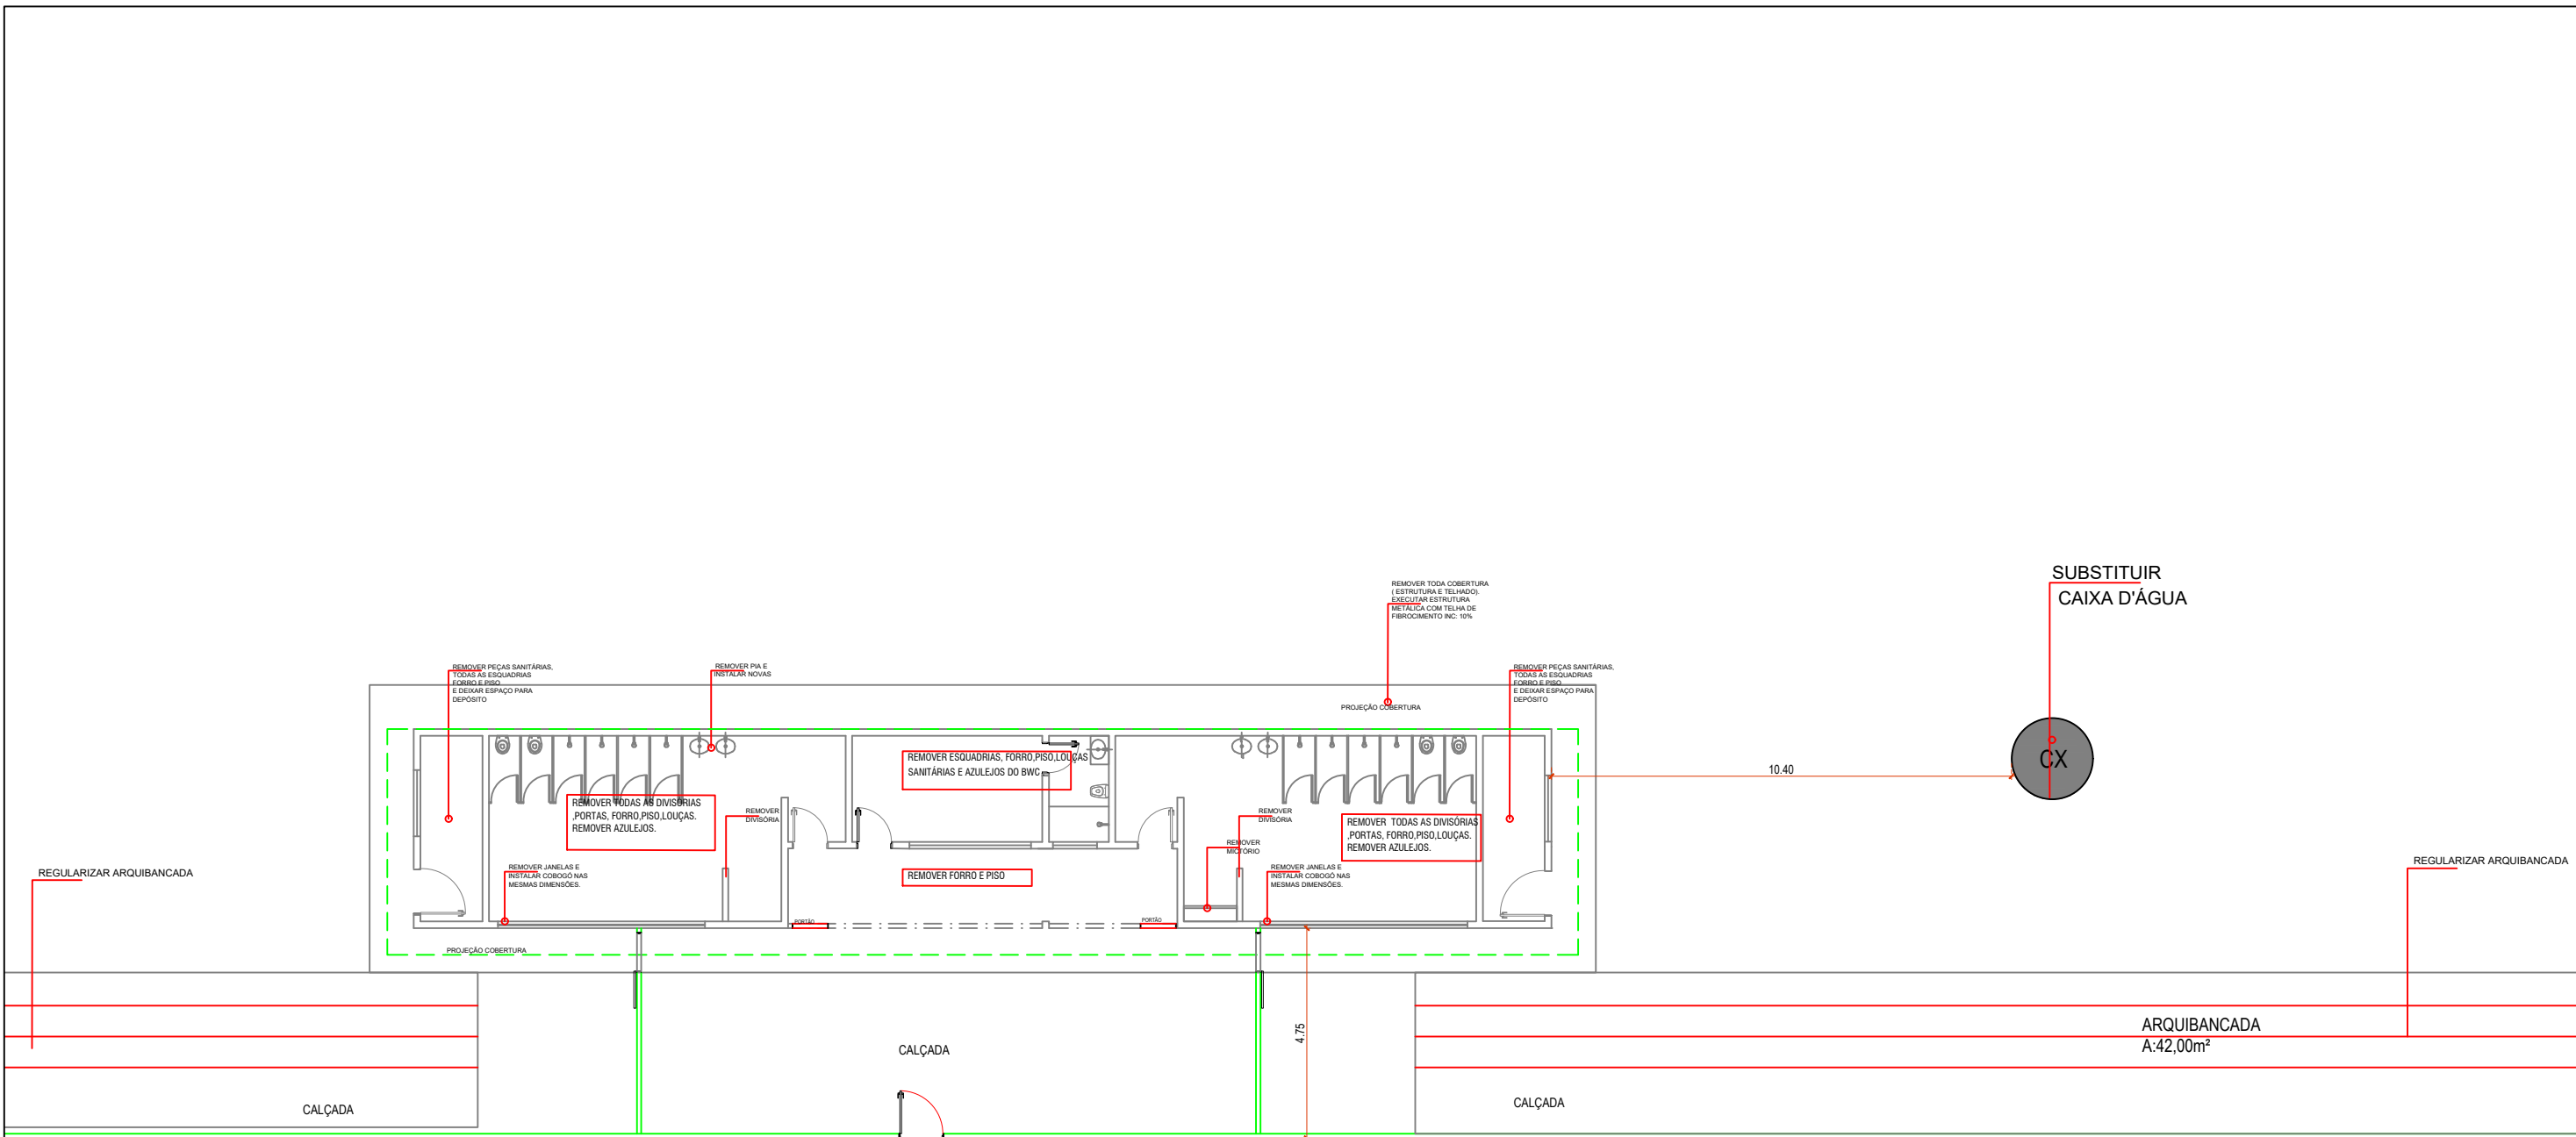 SUBSTITUIR
CAIXA D'ÁGUA
CX
REMOVER TODA COBERTURA
( ESTRUTURA E TELHADO).
EXECUTAR ESTRUTURA
METÁLICA COM TELHA DE
FIBROCIMENTO INC: 10%
REMOVER PEÇAS SANITÁRIAS,
TODAS AS ESQUADRIAS
FORRO E PISO
E DEIXAR ESPAÇO PARA
DEPÓSITO
REMOVER PIA E
INSTALAR NOVAS
REMOVER PEÇAS SANITÁRIAS,
TODAS AS ESQUADRIAS
FORRO E PISO
E DEIXAR ESPAÇO PARA
DEPÓSITO
PROJEÇÃO COBERTURA
REMOVER ESQUADRIAS, FORRO,PISO,LOUÇAS
SANITÁRIAS E AZULEJOS DO BWC
10.40
REMOVER TODAS AS DIVISÓRIAS
,PORTAS, FORRO,PISO,LOUÇAS.
REMOVER AZULEJOS.
REMOVER
DIVISÓRIA
REMOVER
DIVISÓRIA
REMOVER TODAS AS DIVISÓRIAS
,PORTAS, FORRO,PISO,LOUÇAS.
REMOVER AZULEJOS.
REMOVER
MICTÓRIO
REGULARIZAR ARQUIBANCADA
REMOVER JANELAS E
INSTALAR COBOGÓ NAS
MESMAS DIMENSÕES.
REMOVER FORRO E PISO
REMOVER JANELAS E
INSTALAR COBOGÓ NAS
MESMAS DIMENSÕES.
REGULARIZAR ARQUIBANCADA
PORTÃO
PORTÃO
PROJEÇÃO COBERTURA
4.75
CALÇADA
ARQUIBANCADA
A:42,00m²
CALÇADA
CALÇADA